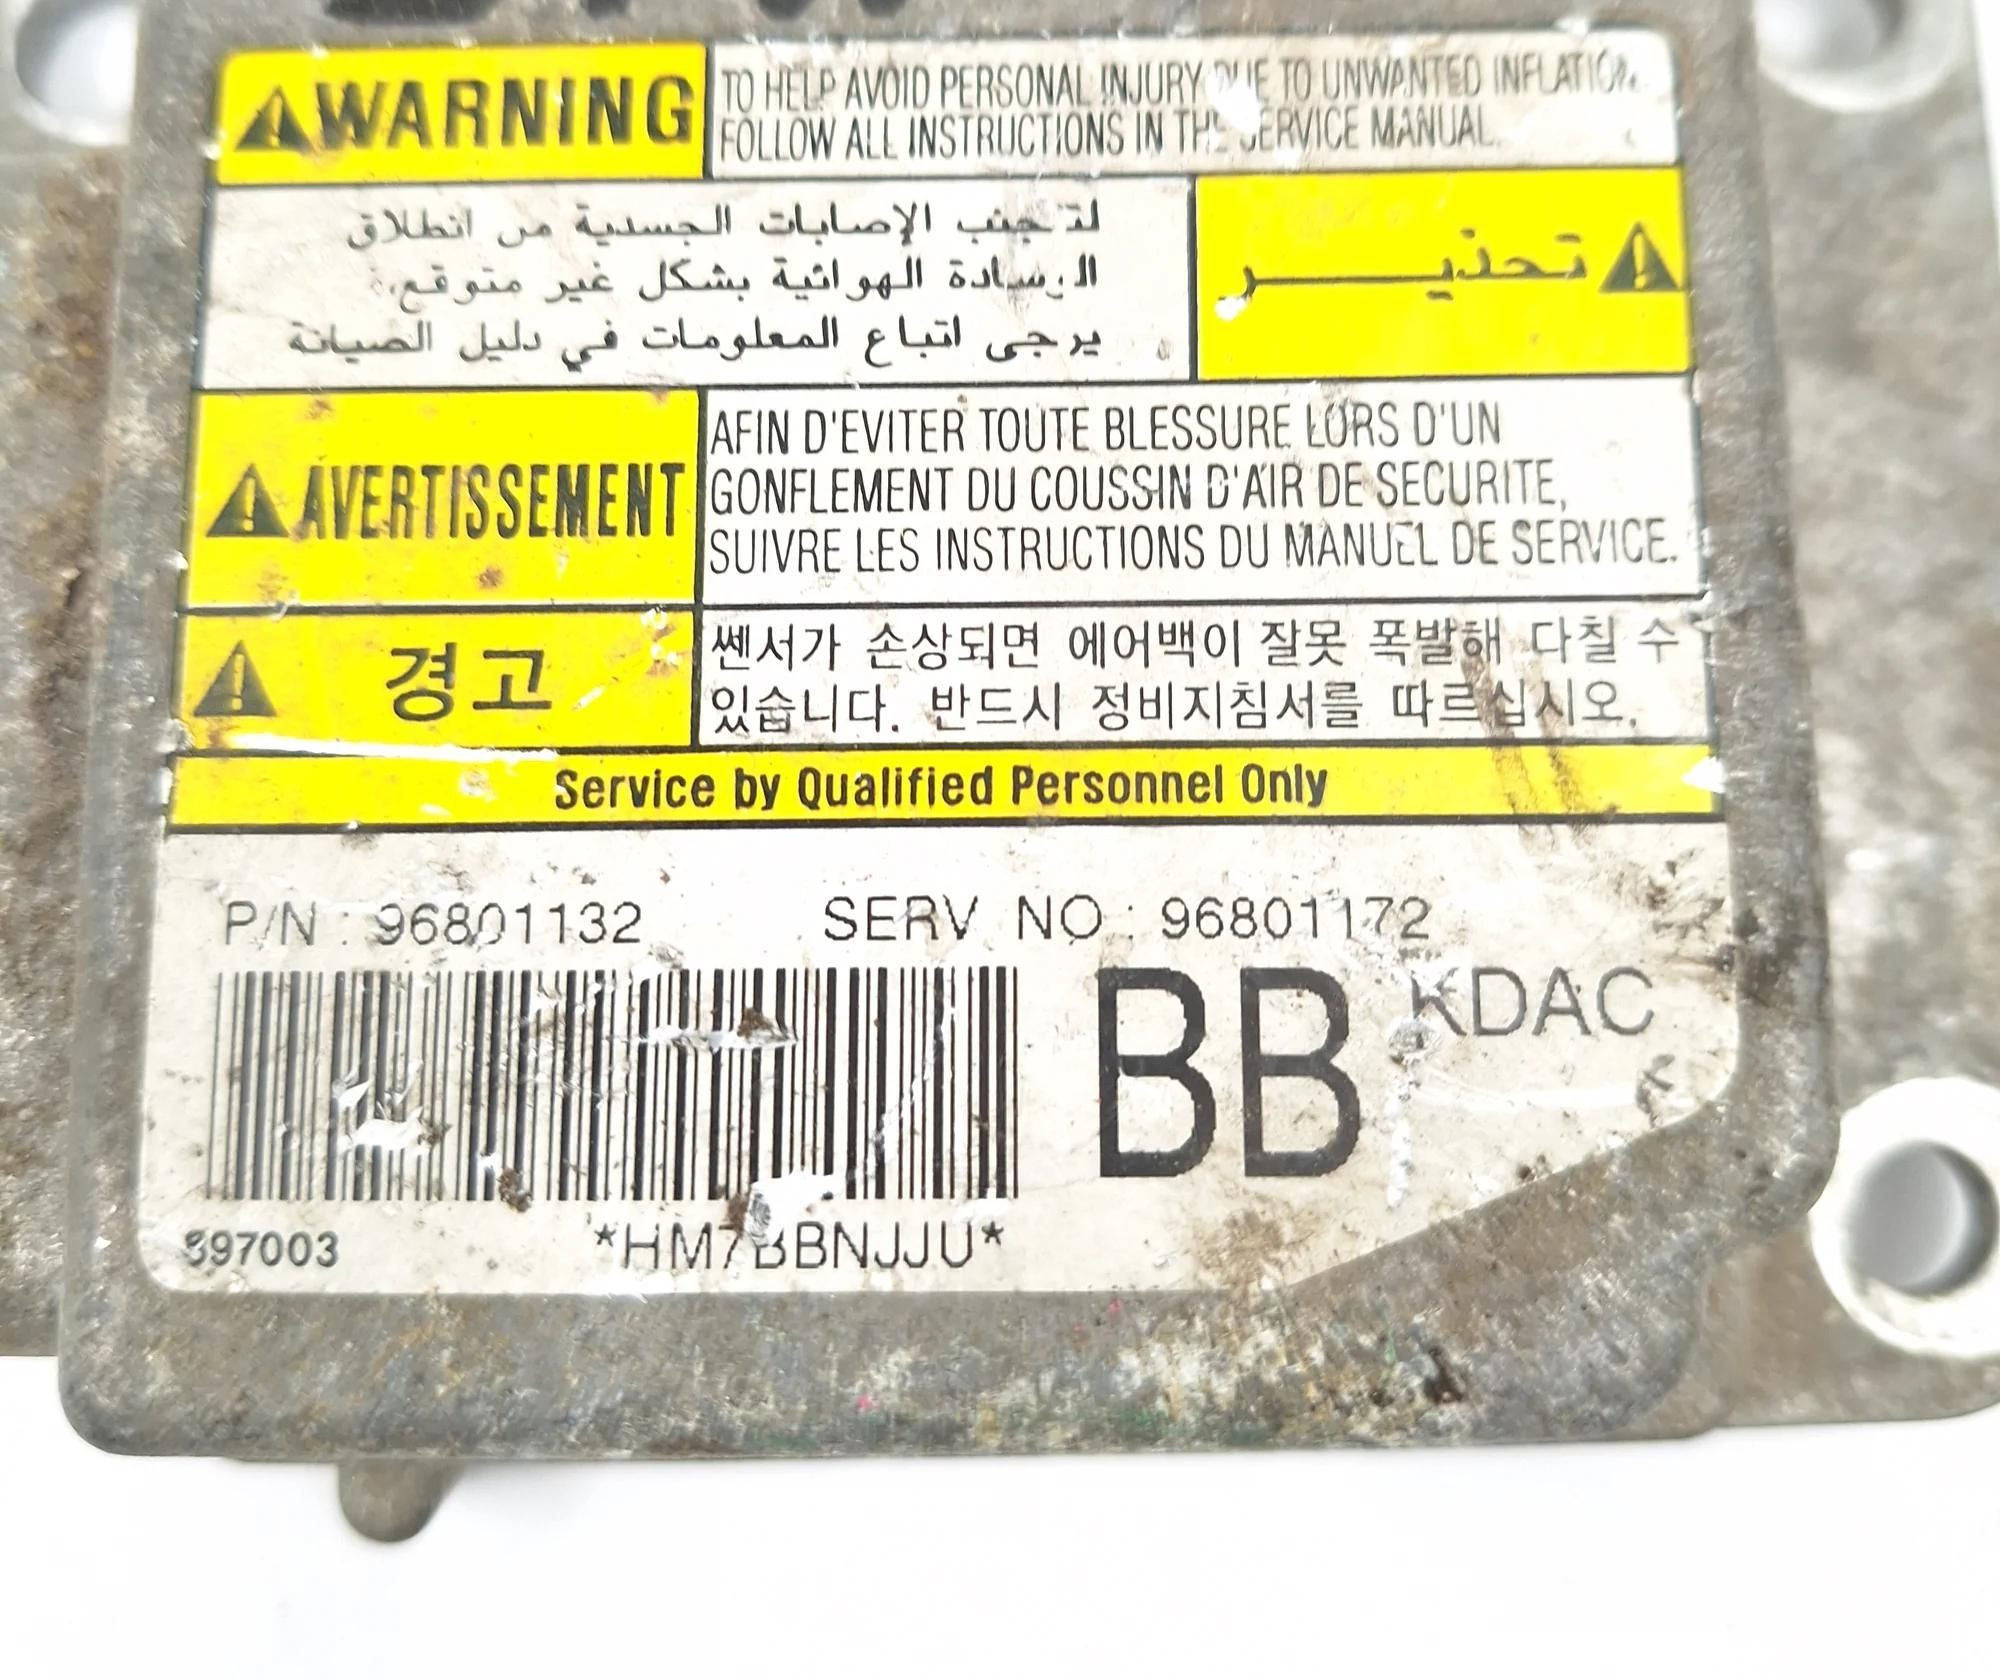 WARNING
TO HELP AVOID PERSONAL INJURY DUE TO UNWANTED INFLATION
FOLLOW ALL INSTRUCTIONS IN THE SERVICE MANUAL.
تحذير
لتجنب الإصابات الجسدية من انطلاق
الوسادة الهوائية بشكل غير متوقع،
يرجى اتباع المعلومات في دليل الصيانة
AVERTISSEMENT
AFIN D'EVITER TOUTE BLESSURE LORS D'UN
GONFLEMENT DU COUSSIN D'AIR DE SECURITE,
SUIVRE LES INSTRUCTIONS DU MANUEL DE SERVICE.
경고
쎈서가 손상되면 에어백이 잘못 폭발해 다칠 수
있습니다. 반드시 정비지침서를 따르십시오.
Service by Qualified Personnel Only
P/N : 96801132 SERV NO : 96801172
BB KDAC
*HM7BBNJJU*